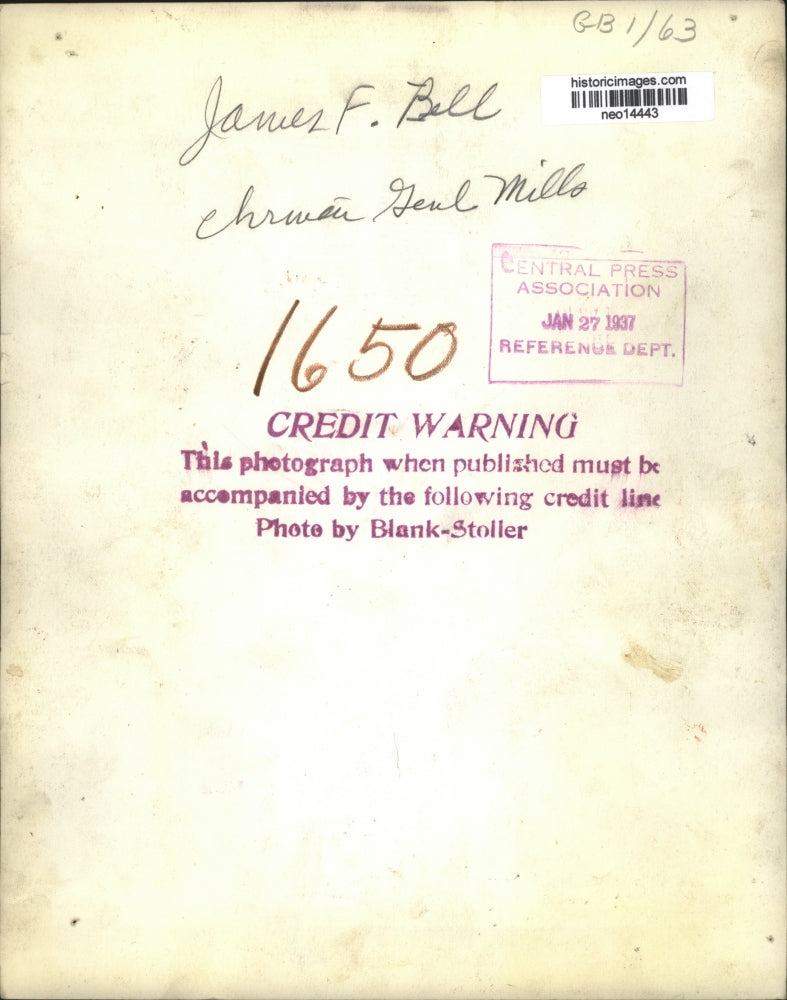 GB 1/63
historicimages.com
neo14443
James F. Bell
chrman Genl Mills
CENTRAL PRESS
ASSOCIATION
JAN 27 1937
REFERENCE DEPT.
1650
CREDIT WARNING
This photograph when published must be
accompanied by the following credit line
Photo by Blank-Stoller